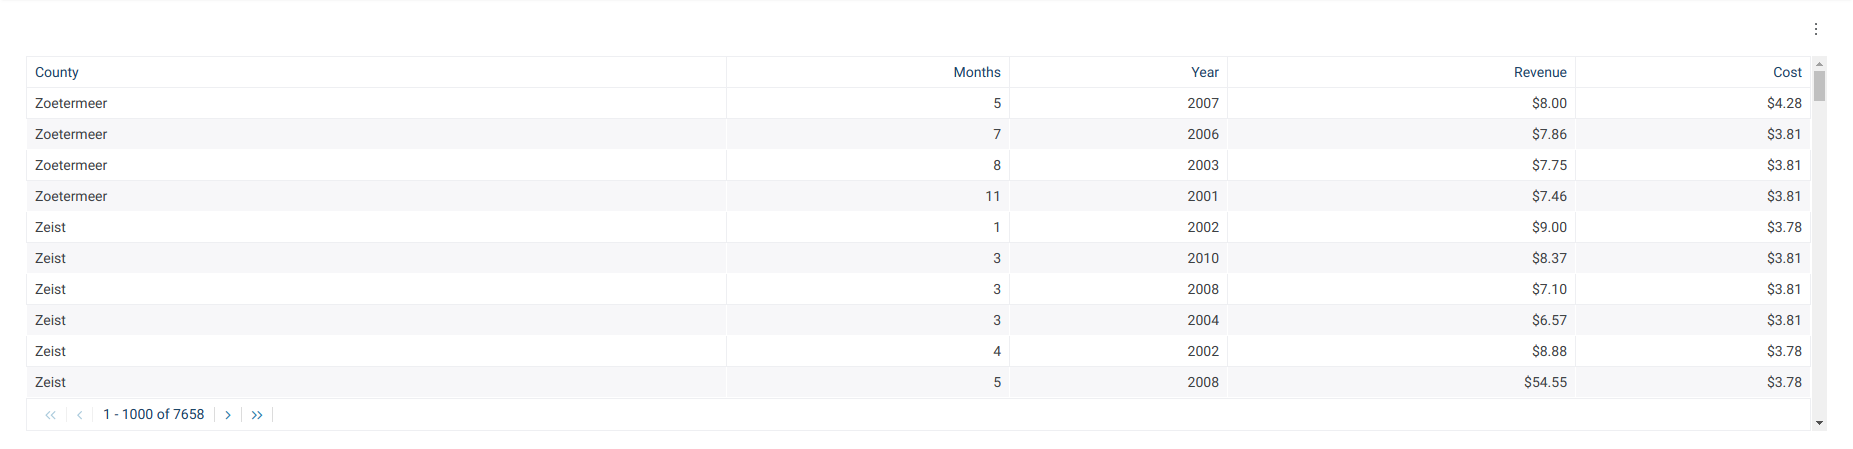 County Months Year Revenue Cost
Zoetermeer 5 2007 $8.00 $4.28
Zoetermeer 7 2006 $7.86 $3.81
Zoetermeer 8 2003 $7.75 $3.81
Zoetermeer 11 2001 $7.46 $3.81
Zeist 1 2002 $9.00 $3.78
Zeist 3 2010 $8.37 $3.81
Zeist 3 2008 $7.10 $3.81
Zeist 3 2004 $6.57 $3.81
Zeist 4 2002 $8.88 $3.78
Zeist 5 2008 $54.55 $3.78
1 - 1000 of 7658